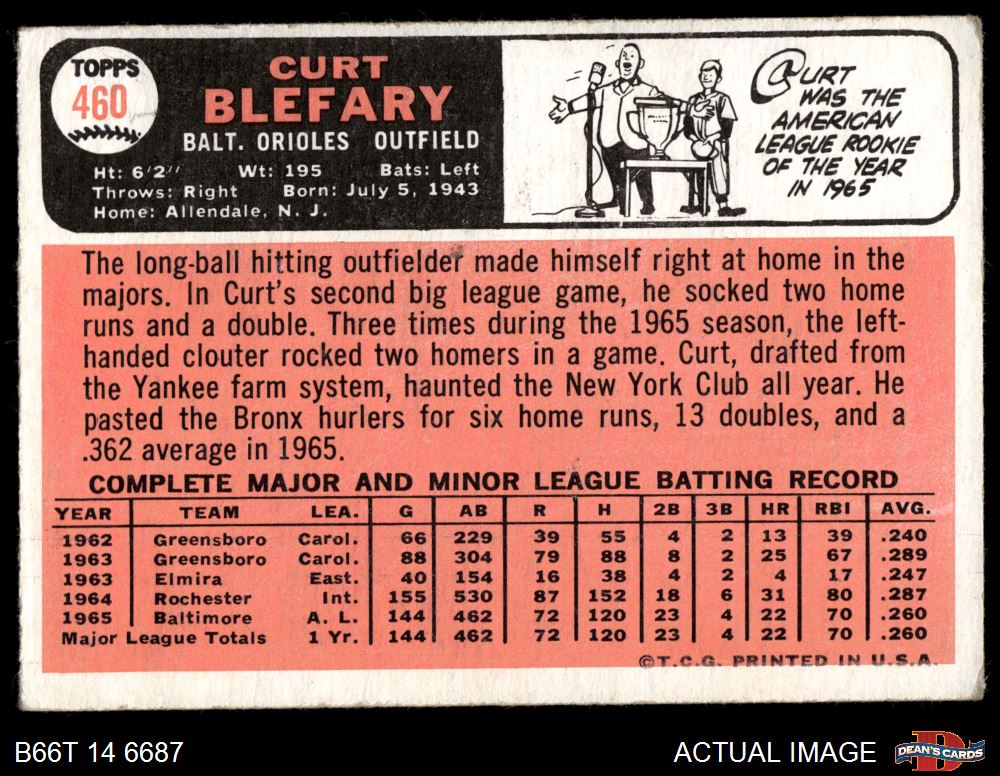 TOPPS
460
CURT
BLEFARY
BALT. ORIOLES OUTFIELD
Ht: 6'2" Wt: 195 Bats: Left
Throws: Right Born: July 5, 1943
Home: Allendale, N. J.
CURT
WAS THE
AMERICAN
LEAGUE ROOKIE
OF THE YEAR
IN 1965
The long-ball hitting outfielder made himself right at home in the
majors. In Curt's second big league game, he socked two home
runs and a double. Three times during the 1965 season, the left-
handed clouter rocked two homers in a game. Curt, drafted from
the Yankee farm system, haunted the New York Club all year. He
pasted the Bronx hurlers for six home runs, 13 doubles, and a
.362 average in 1965.
COMPLETE MAJOR AND MINOR LEAGUE BATTING RECORD
YEAR TEAM LEA. G AB R H 2B 3B HR RBI AVG.
1962 Greensboro Carol. 66 229 39 55 4 2 13 39 .240
1963 Greensboro Carol. 88 304 79 88 8 2 25 67 .289
1963 Elmira East. 40 154 16 38 4 2 4 17 .247
1964 Rochester Int. 155 530 87 152 18 6 31 80 .287
1965 Baltimore A. L. 144 462 72 120 23 4 22 70 .260
Major League Totals 1 Yr. 144 462 72 120 23 4 22 70 .260
©T.C.G. PRINTED IN U.S.A.
B66T 14 6687
ACTUAL IMAGE
DEAN'S CARDS